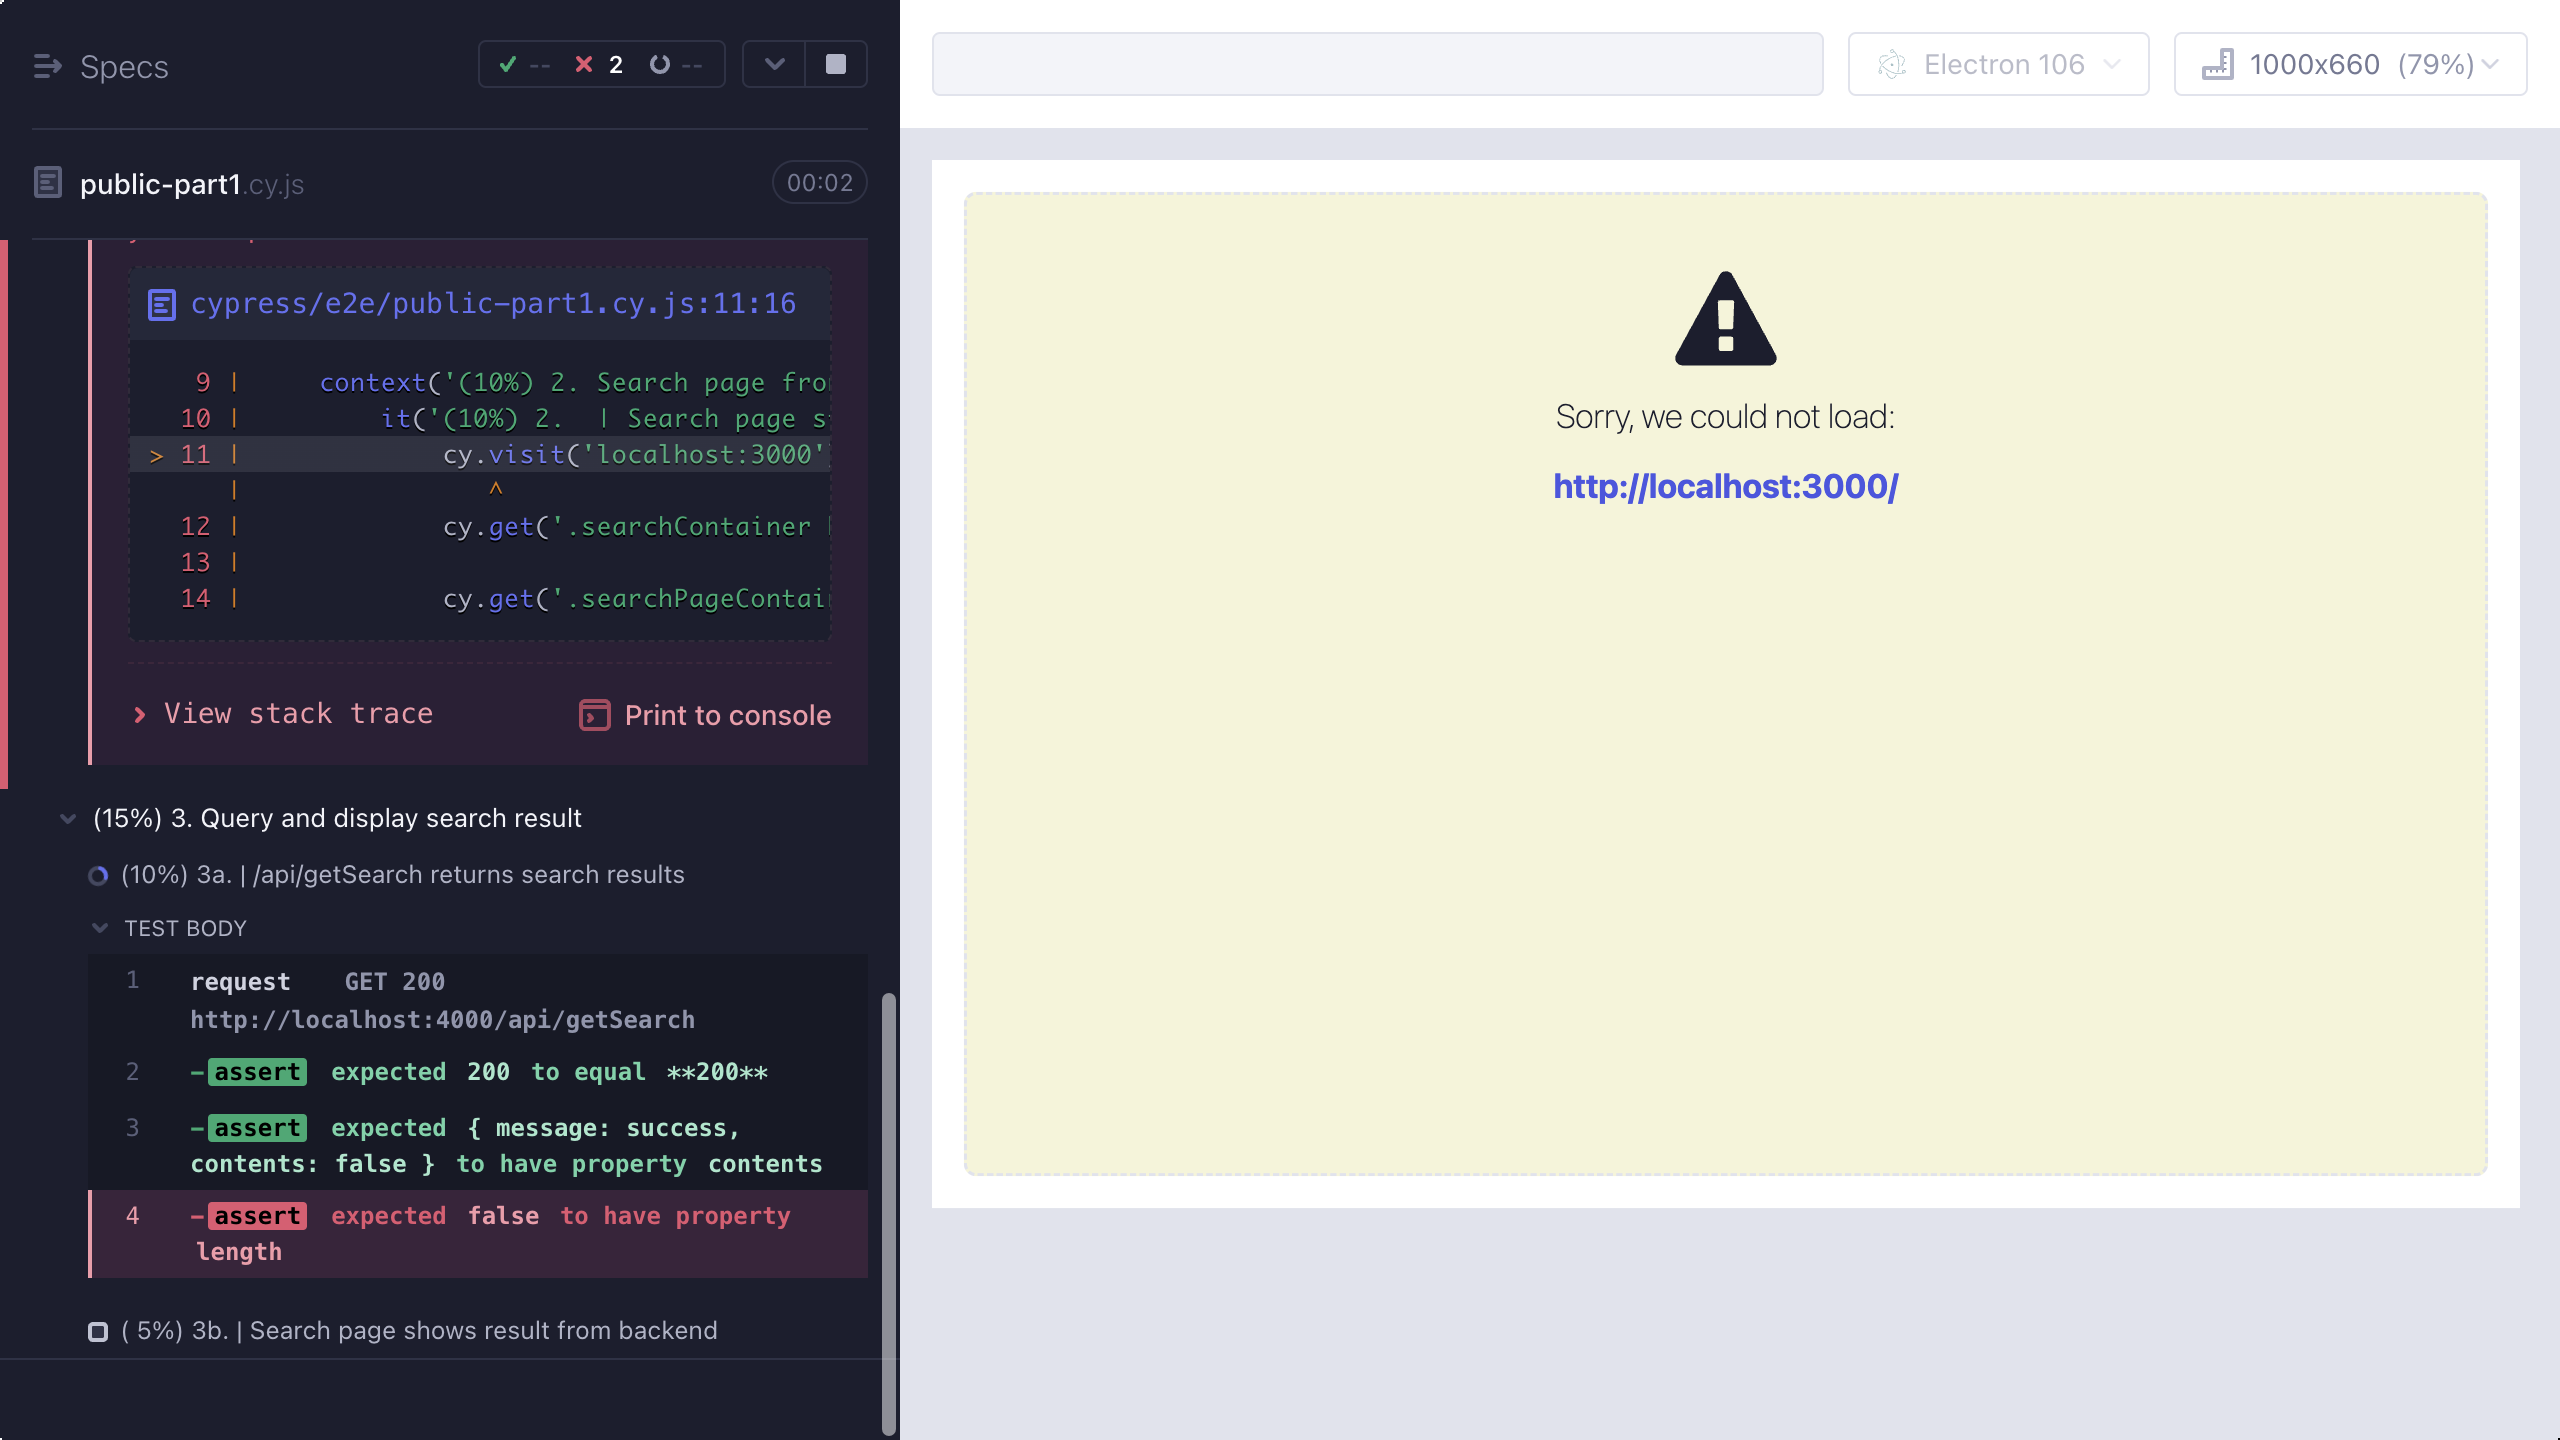 Specs
-- 2 --
public-part1.cy.js 00:02
cypress/e2e/public-part1.cy.js:11:16
9 | context('(10%) 2. Search page
10 | it('(10%) 2.  | Search page
> 11 | cy.visit('localhost:3000'
| ^
12 | cy.get('.searchContainer
13 |
14 | cy.get('.searchPageContai
View stack trace
Print to console
(15%) 3. Query and display search result
(10%) 3a. | /api/getSearch returns search results
TEST BODY
1 request GET 200
http://localhost:4000/api/getSearch
2 -assert expected 200 to equal **200**
3 -assert expected { message: success,
contents: false } to have property contents
4 -assert expected false to have property
length
( 5%) 3b. | Search page shows result from backend
Electron 106
1000x660 (79%)
Sorry, we could not load:
http://localhost:3000/